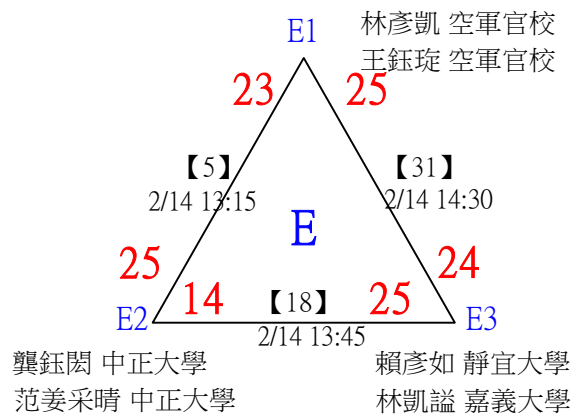 E1
林彥凱 空軍官校
王鈺琁 空軍官校
23
25
【5】
2/14 13:15
【31】
2/14 14:30
E
25
24
E2
14
【18】
2/14 13:45
25
E3
龔鈺閎 中正大學
范姜采晴 中正大學
賴彥如 靜宜大學
林凱謚 嘉義大學